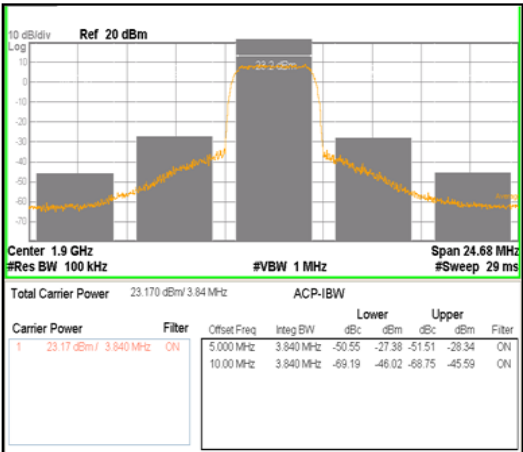 10 dB/div Ref 20 dBm
Log
10
0
-10
-20
-30
-40
-50
-60
-70
23.2 dBm
Average
Center 1.9 GHz Span 24.68 MHz
#Res BW 100 kHz #VBW 1 MHz #Sweep 29 ms
Total Carrier Power 23.170 dBm/ 3.84 MHz ACP-IBW
Lower Upper
Carrier Power Filter Offset Freq Integ BW dBc dBm dBc dBm Filter
1 23.17 dBm / 3.840 MHz ON 5.000 MHz 3.840 MHz -50.55 -27.38 -51.51 -28.34 ON
10.00 MHz 3.840 MHz -69.19 -46.02 -68.75 -45.59 ON